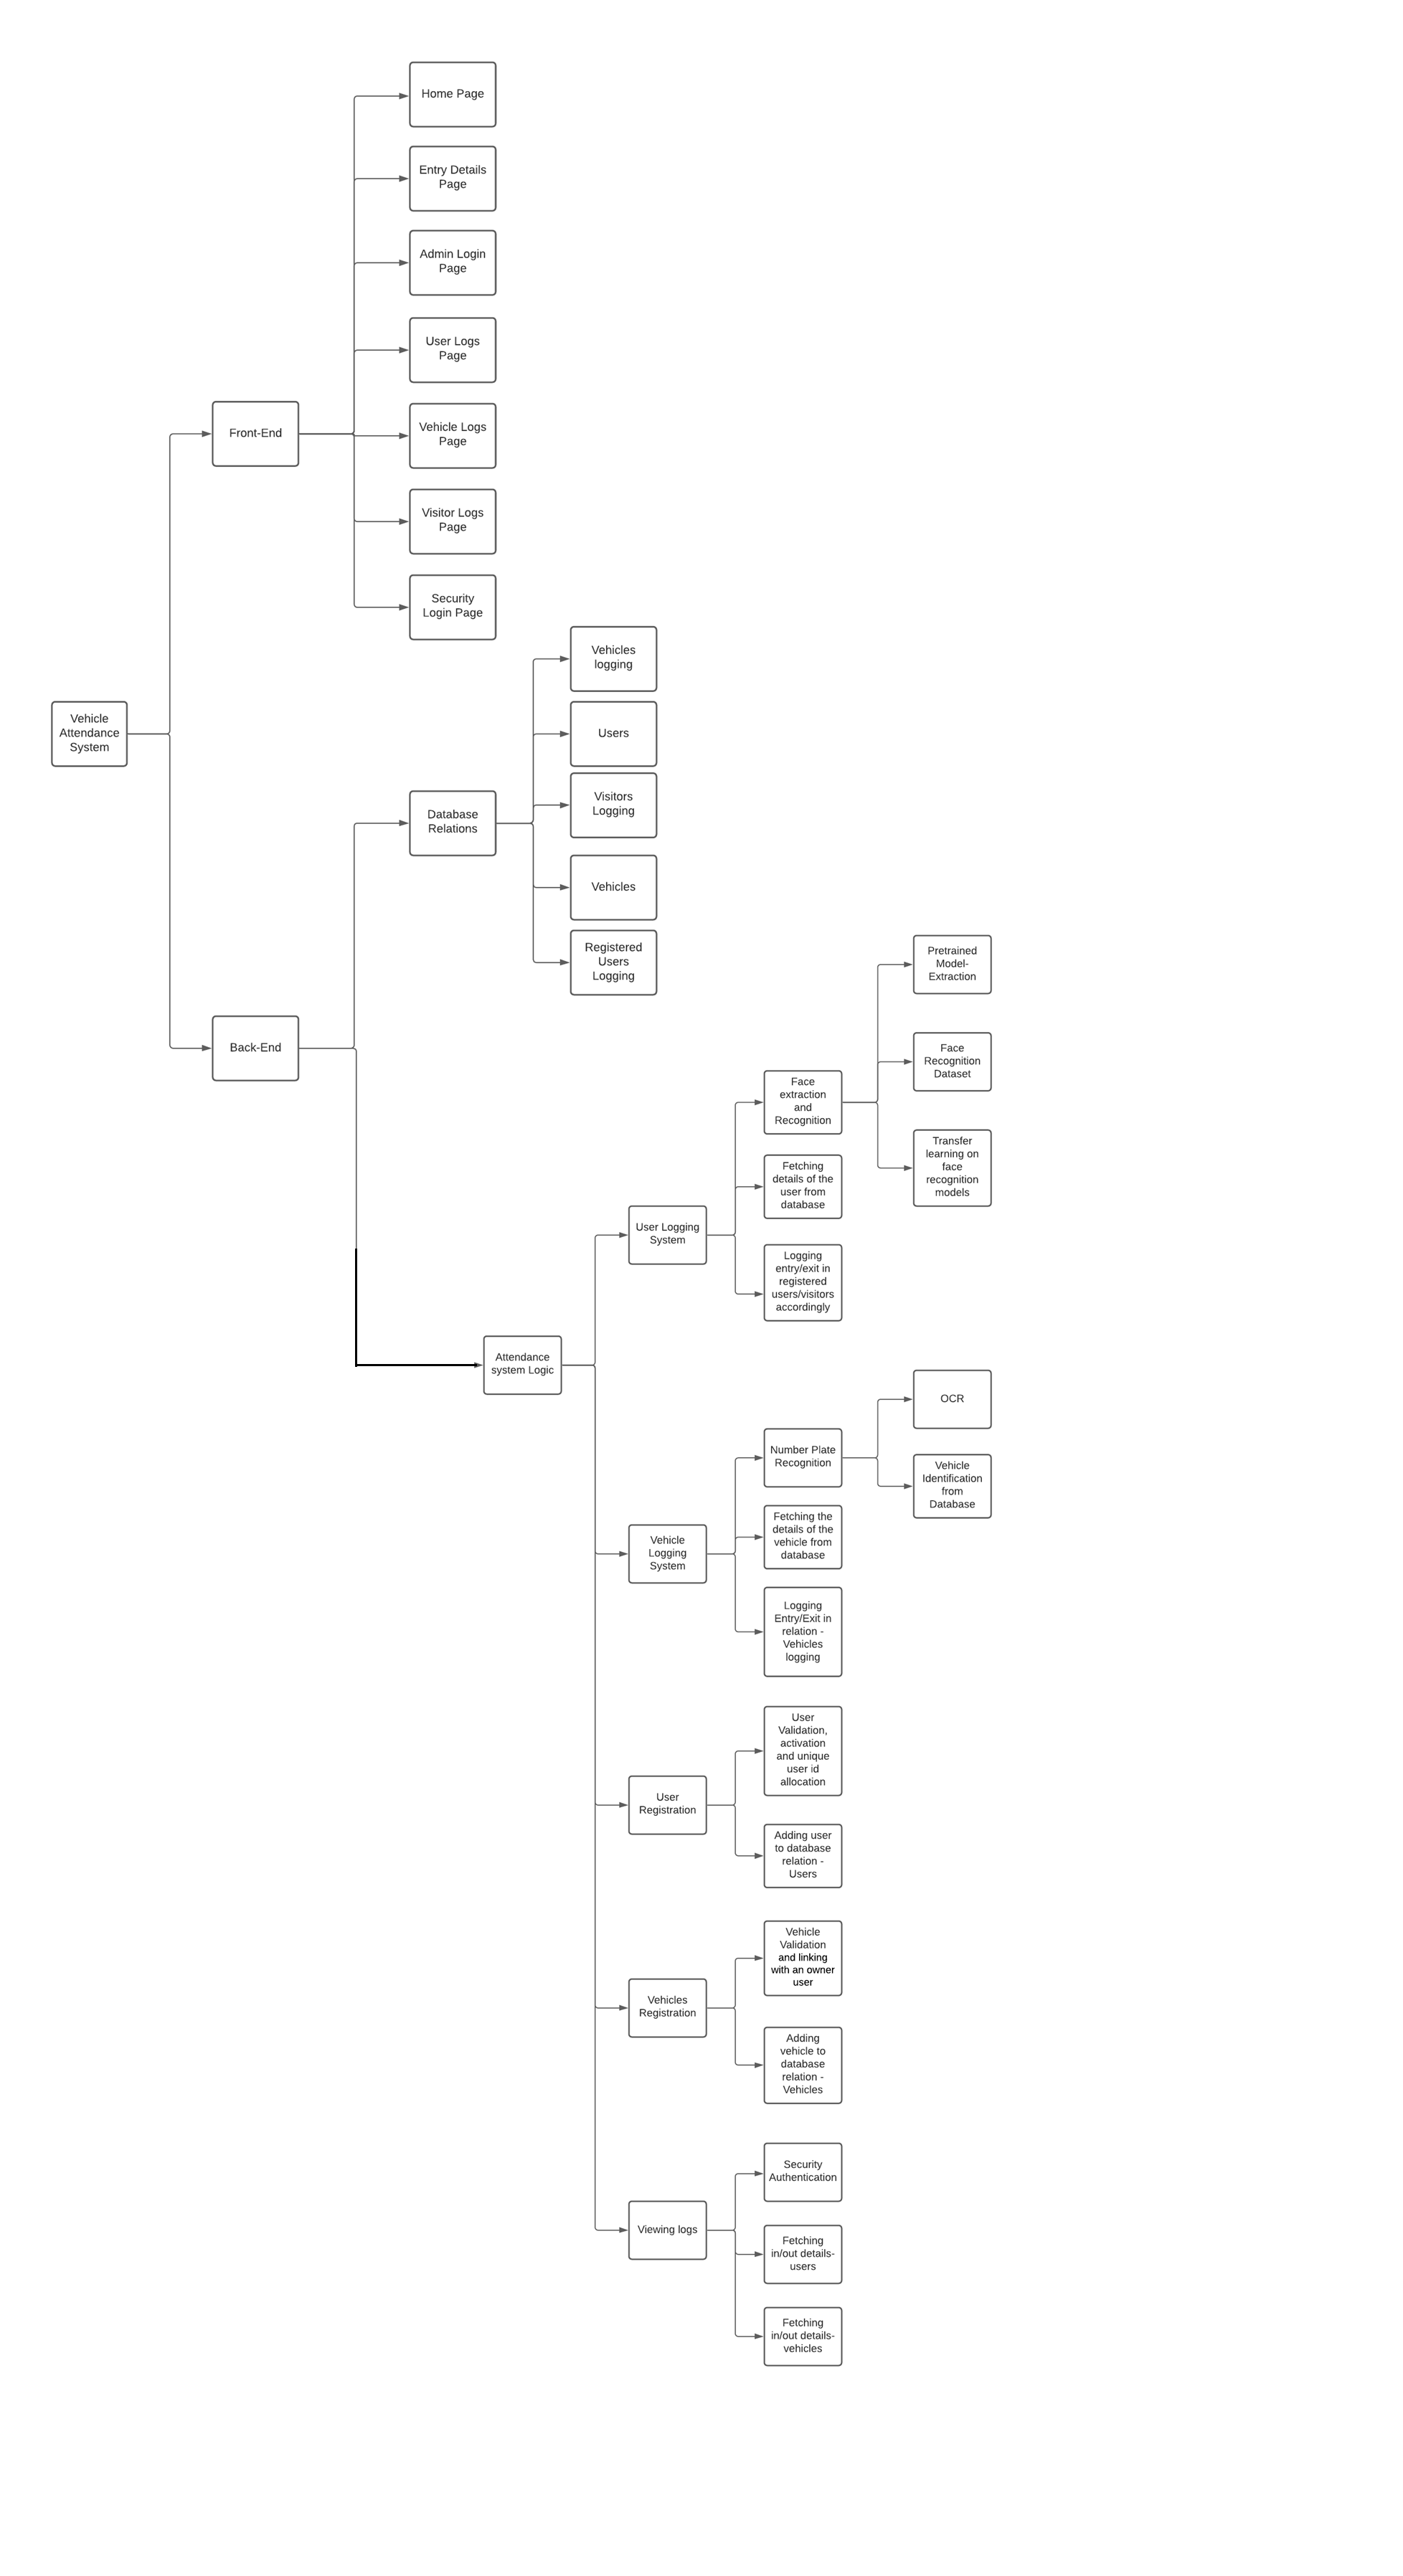 Home Page
Entry Details
Page
Admin Login
Page
User Logs
Page
Vehicle Logs
Page
Front-End
Visitor Logs
Page
Security
Login Page
Vehicles
logging
Vehicle
Attendance
System
Users
Visitors
Logging
Database
Relations
Vehicles
Registered
Users
Logging
Pretrained
Model-
Extraction
Back-End
Face
Recognition
Dataset
Face
extraction
and
Recognition
Transfer
learning on
face
recognition
models
Fetching
details of the
user from
database
User Logging
System
Logging
entry/exit in
registered
users/visitors
accordingly
Attendance
system Logic
OCR
Number Plate
Recognition
Vehicle
Identification
from
Database
Fetching the
details of the
vehicle from
database
Vehicle
Logging
System
Logging
Entry/Exit in
relation -
Vehicles
logging
User
Validation,
activation
and unique
user id
allocation
User
Registration
Adding user
to database
relation -
Users
Vehicle
Validation
and linking
with an owner
user
Vehicles
Registration
Adding
vehicle to
database
relation -
Vehicles
Security
Authentication
Viewing logs
Fetching
in/out details-
users
Fetching
in/out details-
vehicles